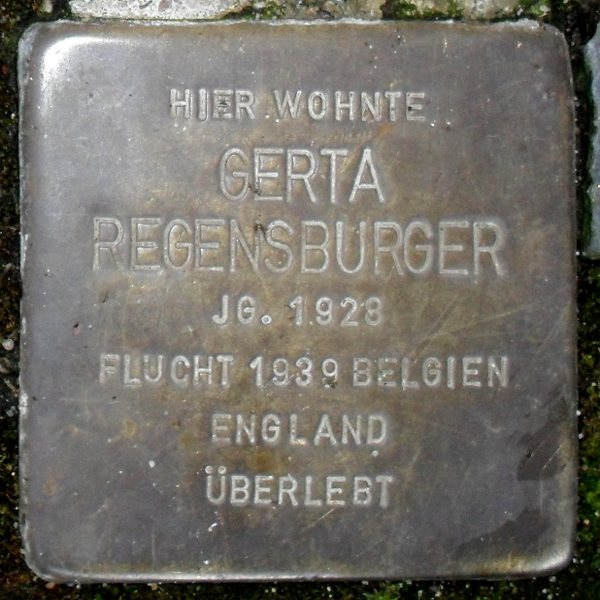 HIER WOHNTE
GERTA
REGENSBURGER
JG. 1928
FLUCHT 1939 BELGIEN
ENGLAND
ÜBERLEBT